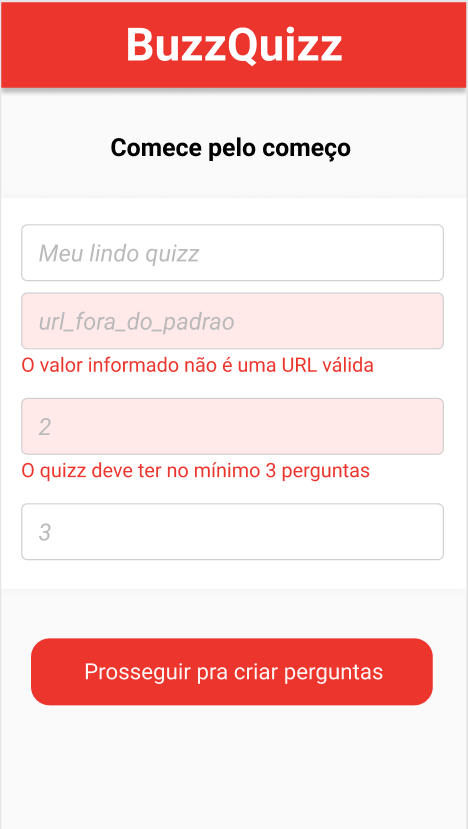 BuzzQuizz
Comece pelo começo
Meu lindo quizz
url_fora_do_padrao
O valor informado não é uma URL válida
2
O quizz deve ter no mínimo 3 perguntas
3
Prosseguir pra criar perguntas